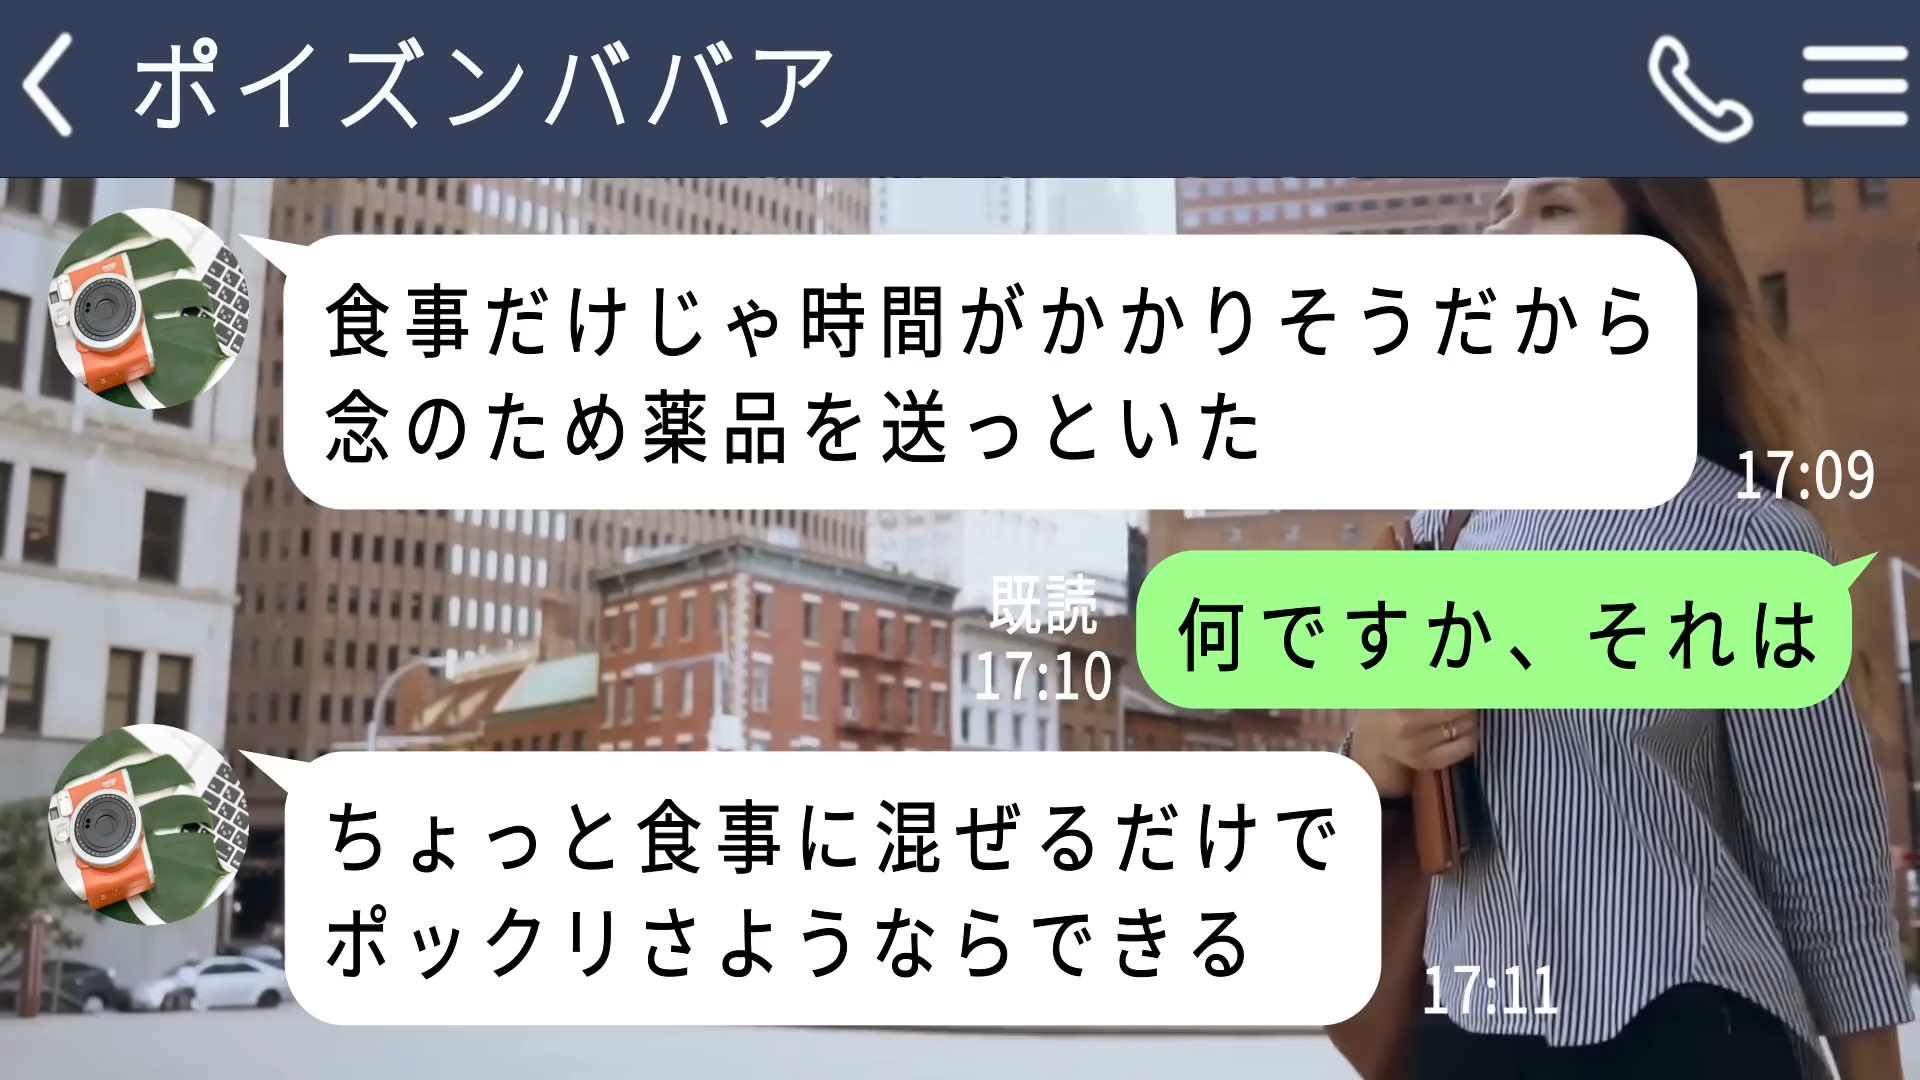 ポイズンババア
食事だけじゃ時間がかかりそうだから
念のため薬品を送っといた
17:09
既読
17:10
何ですか、それは
ちょっと食事に混ぜるだけで
ポックリさようならできる
17:11